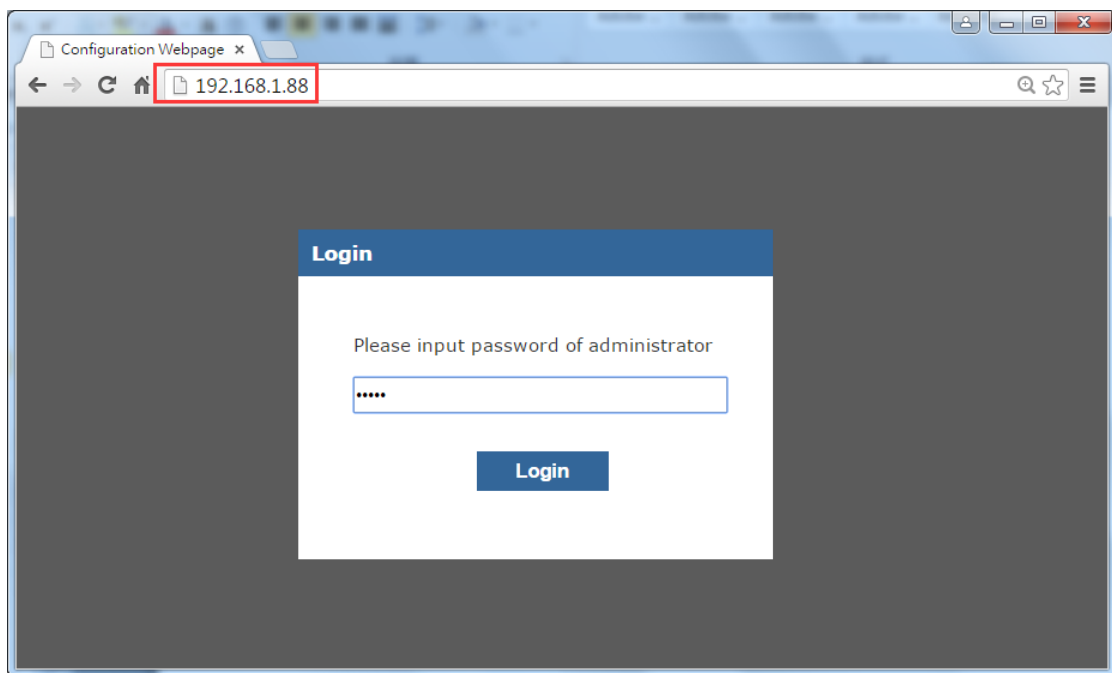 Configuration Webpage
192.168.1.88
Login
Please input password of administrator
•••••
Login